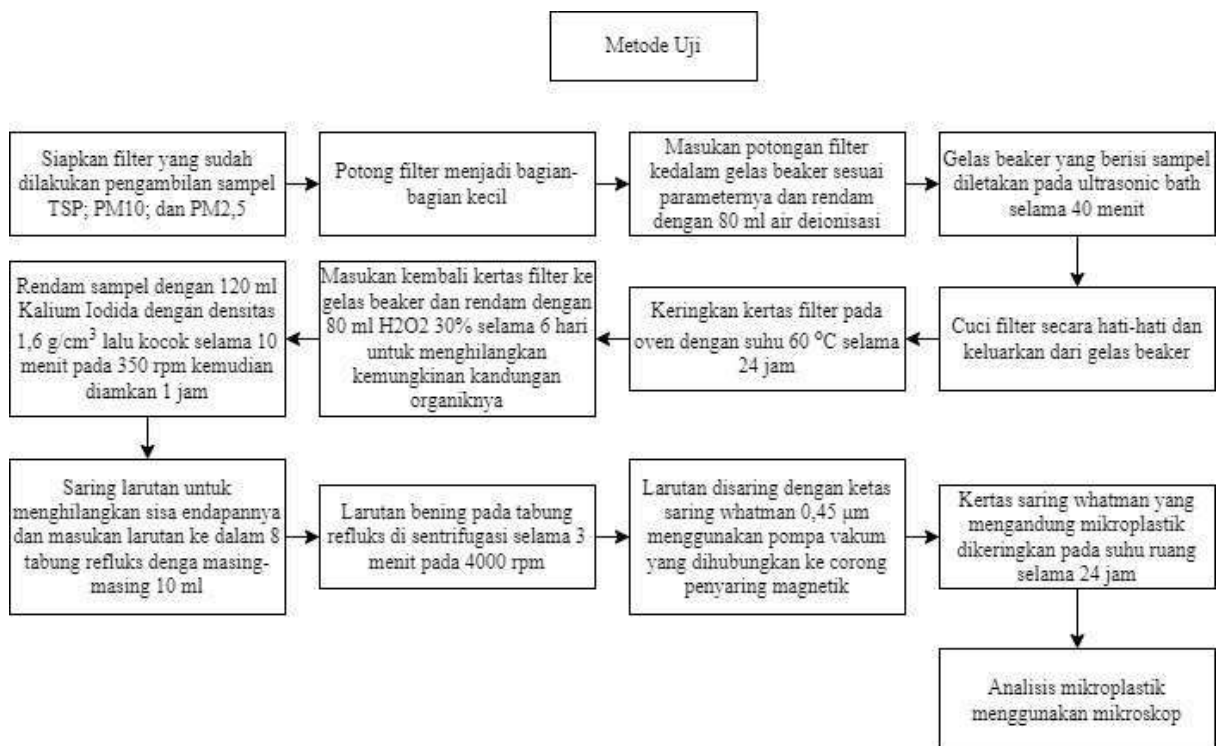 Metode Uji
Siapkan filter yang sudah
dilakukan pengambilan sampel
TSP; PM10; dan PM2,5
Potong filter menjadi bagian-
bagian kecil
Masukan potongan filter
kedalam gelas beaker sesuai
parameternya dan rendam
dengan 80 ml air deionisasi
Gelas beaker yang berisi sampel
diletakan pada ultrasonic bath
selama 40 menit
Cuci filter secara hati-hati dan
keluarkan dari gelas beaker
Keringkan kertas filter pada
oven dengan suhu 60 °C selama
24 jam
Masukan kembali kertas filter ke
gelas beaker dan rendam dengan
80 ml H2O2 30% selama 6 hari
untuk menghilangkan
kemungkinan kandungan
organiknya
Rendam sampel dengan 120 ml
Kalium Iodida dengan densitas
1,6 g/cm³ lalu kocok selama 10
menit pada 350 rpm kemudian
diamkan 1 jam
Saring larutan untuk
menghilangkan sisa endapannya
dan masukan larutan ke dalam 8
tabung refluks denga masing-
masing 10 ml
Larutan bening pada tabung
refluks di sentrifugasi selama 3
menit pada 4000 rpm
Larutan disaring dengan ketas
saring whatman 0,45 μm
menggunakan pompa vakum
yang dihubungkan ke corong
penyaring magnetik
Kertas saring whatman yang
mengandung mikroplastik
dikeringkan pada suhu ruang
selama 24 jam
Analisis mikroplastik
menggunakan mikroskop